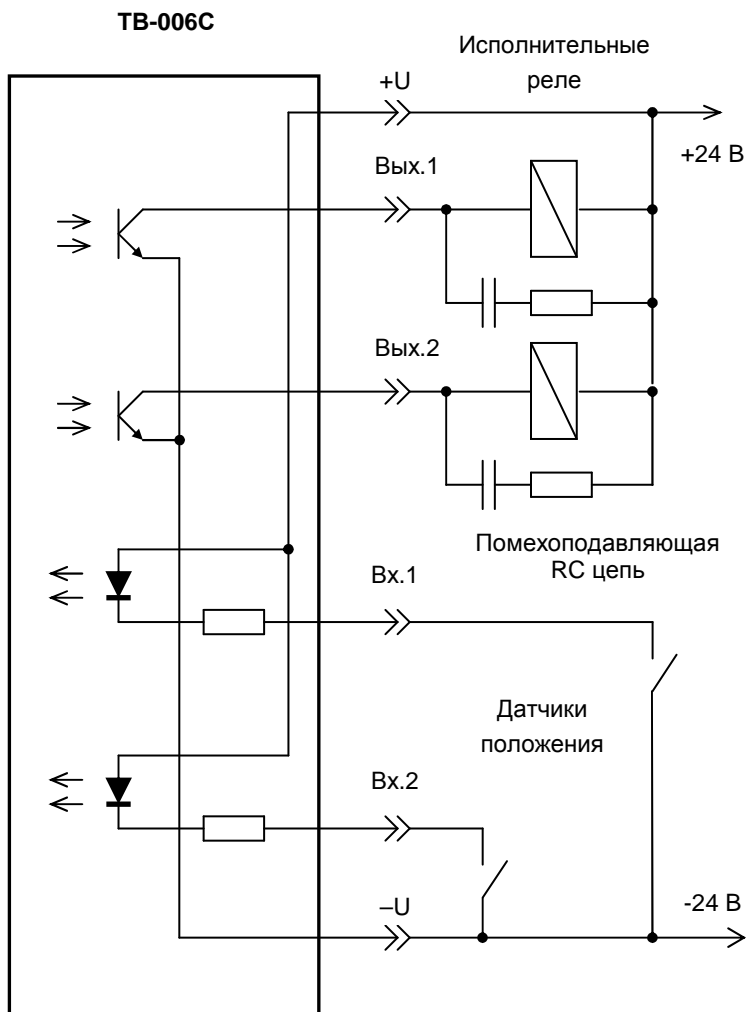 ТВ-006С
Исполнительные
реле
+U
+24 В
Вых.1
Вых.2
Помехоподавляющая
RC цепь
Вх.1
Датчики
положения
Вх.2
–U
-24 В